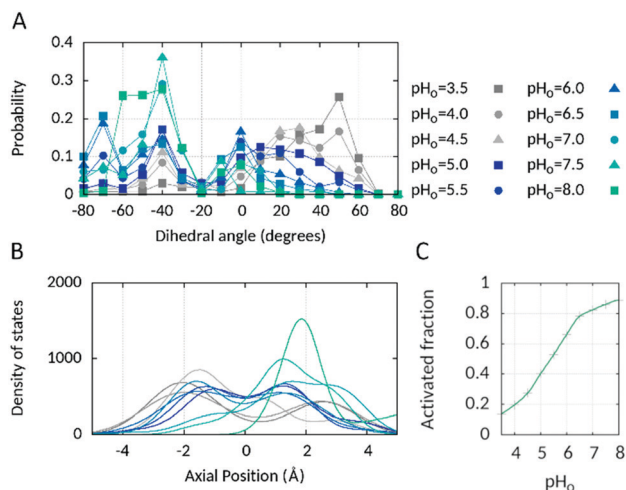 A
0.4
0.3
0.2
0.1
0
Probability
-80 -60 -40 -20 0 20 40 60 80
Dihedral angle (degrees)
pHₒ=3.5 pHₒ=6.0
pHₒ=4.0 pHₒ=6.5
pHₒ=4.5 pHₒ=7.0
pHₒ=5.0 pHₒ=7.5
pHₒ=5.5 pHₒ=8.0
B
2000
1000
0
Density of states
-4 -2 0 2 4
Axial Position (Å)
C
1
0.8
0.6
0.4
0.2
0
Activated fraction
4 5 6 7 8
pHₒ